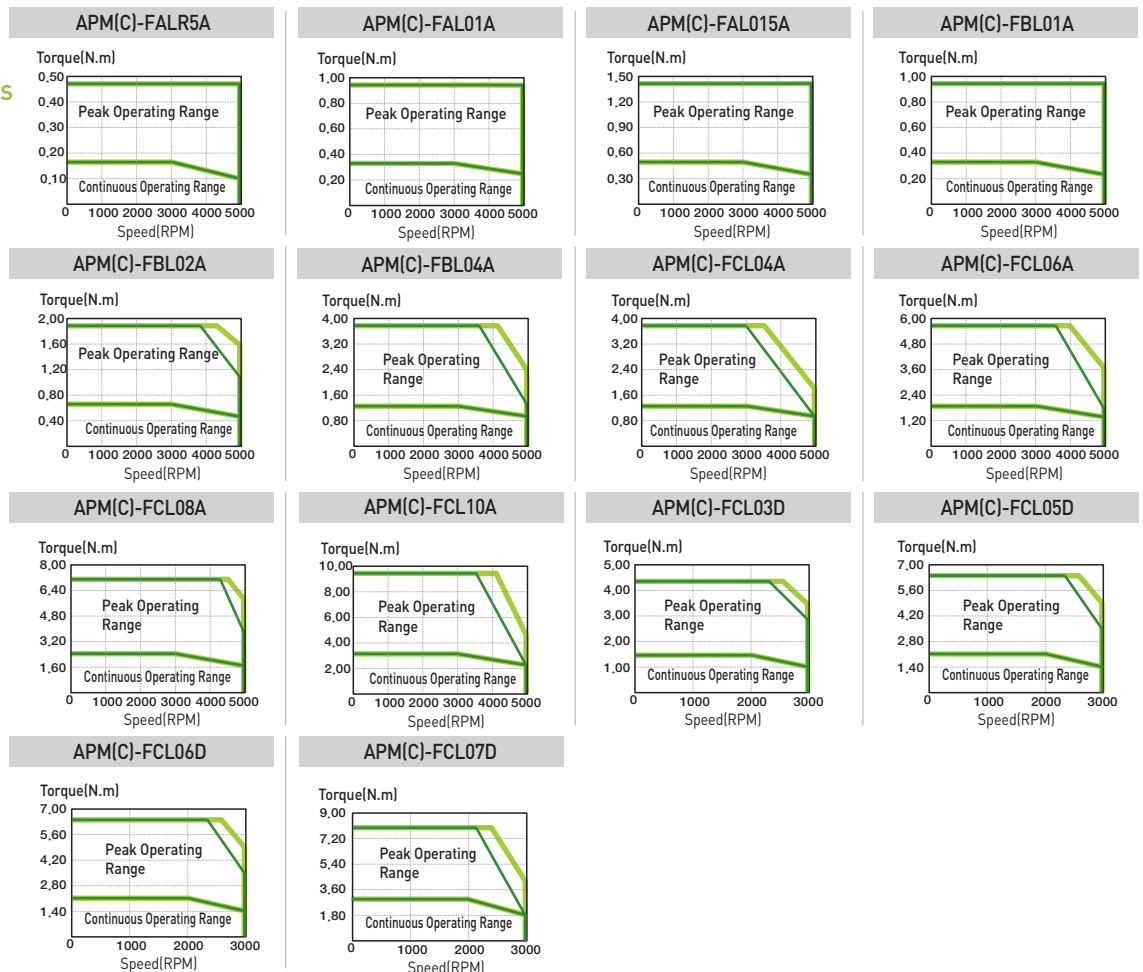 S
APM(C)-FALR5A
Torque(N.m)
0,50
0,40
0,30
0,20
0,10
Peak Operating Range
Continuous Operating Range
0 1000 2000 3000 4000 5000
Speed(RPM)
APM(C)-FAL01A
Torque(N.m)
1,00
0,80
0,60
0,40
0,20
Peak Operating Range
Continuous Operating Range
0 1000 2000 3000 4000 5000
Speed(RPM)
APM(C)-FAL015A
Torque(N.m)
1,50
1,20
0,90
0,60
0,30
Peak Operating Range
Continuous Operating Range
0 1000 2000 3000 4000 5000
Speed(RPM)
APM(C)-FBL01A
Torque(N.m)
1,00
0,80
0,60
0,40
0,20
Peak Operating Range
Continuous Operating Range
0 1000 2000 3000 4000 5000
Speed(RPM)
APM(C)-FBL02A
Torque(N.m)
2,00
1,60
1,20
0,80
0,40
Peak Operating Range
Continuous Operating Range
0 1000 2000 3000 4000 5000
Speed(RPM)
APM(C)-FBL04A
Torque(N.m)
4,00
3,20
2,40
1,60
0,80
Peak Operating
Range
Continuous Operating Range
0 1000 2000 3000 4000 5000
Speed(RPM)
APM(C)-FCL04A
Torque(N.m)
4,00
3,20
2,40
1,60
0,80
Peak Operating
Range
Continuous Operating Range
0 1000 2000 3000 4000 5000
Speed(RPM)
APM(C)-FCL06A
Torque(N.m)
6,00
4,80
3,60
2,40
1,20
Peak Operating
Range
Continuous Operating Range
0 1000 2000 3000 4000 5000
Speed(RPM)
APM(C)-FCL08A
Torque(N.m)
8,00
6,40
4,80
3,20
1,60
Peak Operating
Range
Continuous Operating Range
0 1000 2000 3000 4000 5000
Speed(RPM)
APM(C)-FCL10A
Torque(N.m)
10,00
8,00
6,00
4,00
2,00
Peak Operating
Range
Continuous Operating Range
0 1000 2000 3000 4000 5000
Speed(RPM)
APM(C)-FCL03D
Torque(N.m)
5,00
4,00
3,00
2,00
1,00
Peak Operating
Range
Continuous Operating Range
0 1000 2000 3000
Speed(RPM)
APM(C)-FCL05D
Torque(N.m)
7,00
5,60
4,20
2,80
1,40
Peak Operating
Range
Continuous Operating Range
0 1000 2000 3000
Speed(RPM)
APM(C)-FCL06D
Torque(N.m)
7,00
5,60
4,20
2,80
1,40
Peak Operating
Range
Continuous Operating Range
0 1000 2000 3000
Speed(RPM)
APM(C)-FCL07D
Torque(N.m)
9,00
7,20
5,40
3,60
1,80
Peak Operating
Range
Continuous Operating Range
0 1000 2000 3000
Speed(RPM)